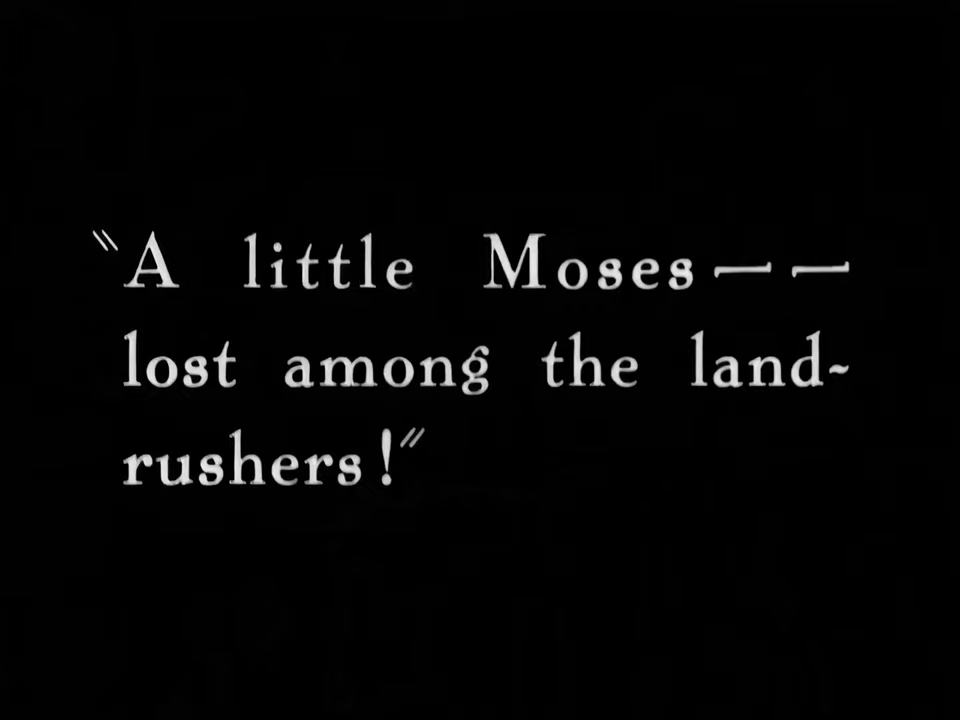 "A little Moses——
lost among the land-
rushers!"